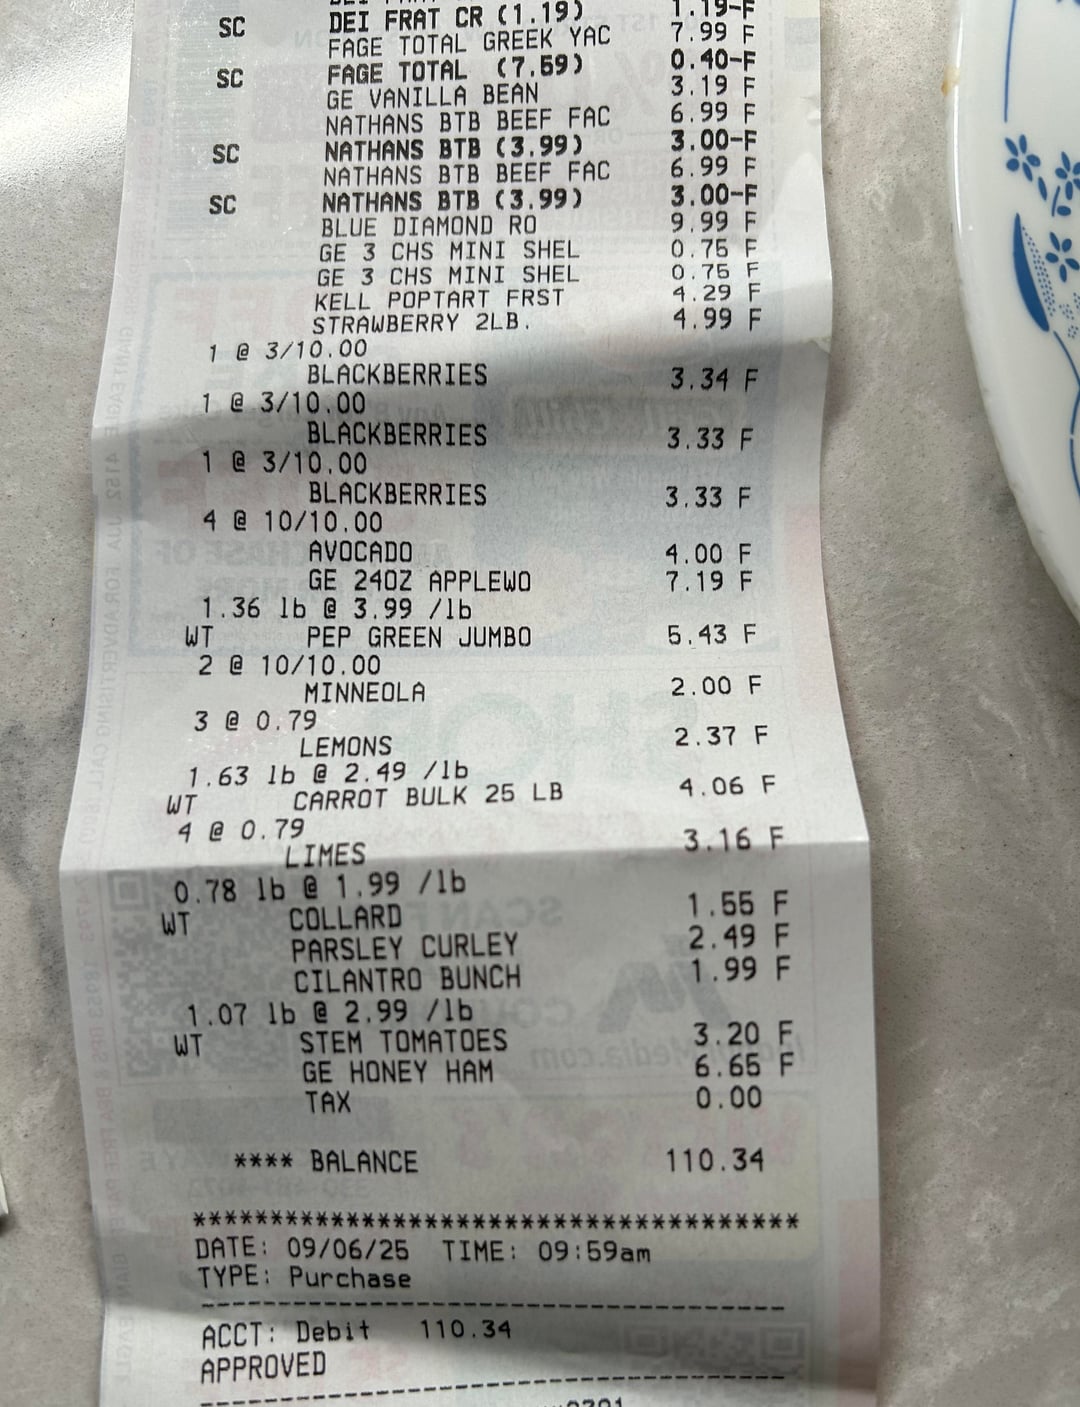 SC DEI FRAT CR (1.19) 1.19-F
FAGE TOTAL GREEK YAC 7.99 F
SC FAGE TOTAL (7.59) 0.40-F
GE VANILLA BEAN 3.19 F
NATHANS BTB BEEF FAC 6.99 F
SC NATHANS BTB (3.99) 3.00-F
NATHANS BTB BEEF FAC 6.99 F
SC NATHANS BTB (3.99) 3.00-F
BLUE DIAMOND RO 9.99 F
GE 3 CHS MINI SHEL 0.75 F
GE 3 CHS MINI SHEL 0.75 F
KELL POPTART FRST 4.29 F
STRAWBERRY 2LB. 4.99 F
1 @ 3/10.00
BLACKBERRIES 3.34 F
1 @ 3/10.00
BLACKBERRIES 3.33 F
1 @ 3/10.00
BLACKBERRIES 3.33 F
4 @ 10/10.00
AVOCADO 4.00 F
GE 24OZ APPLEWO 7.19 F
1.36 lb @ 3.99 /lb
WT PEP GREEN JUMBO 5.43 F
2 @ 10/10.00
MINNEOLA 2.00 F
3 @ 0.79
LEMONS 2.37 F
1.63 lb @ 2.49 /lb
WT CARROT BULK 25 LB 4.06 F
4 @ 0.79
LIMES 3.16 F
0.78 lb @ 1.99 /lb
WT COLLARD 1.55 F
PARSLEY CURLEY 2.49 F
CILANTRO BUNCH 1.99 F
1.07 lb @ 2.99 /lb
WT STEM TOMATOES 3.20 F
GE HONEY HAM 6.65 F
TAX 0.00
**** BALANCE 110.34
****************************************
DATE: 09/06/25 TIME: 09:59am
TYPE: Purchase
ACCT: Debit 110.34
APPROVED